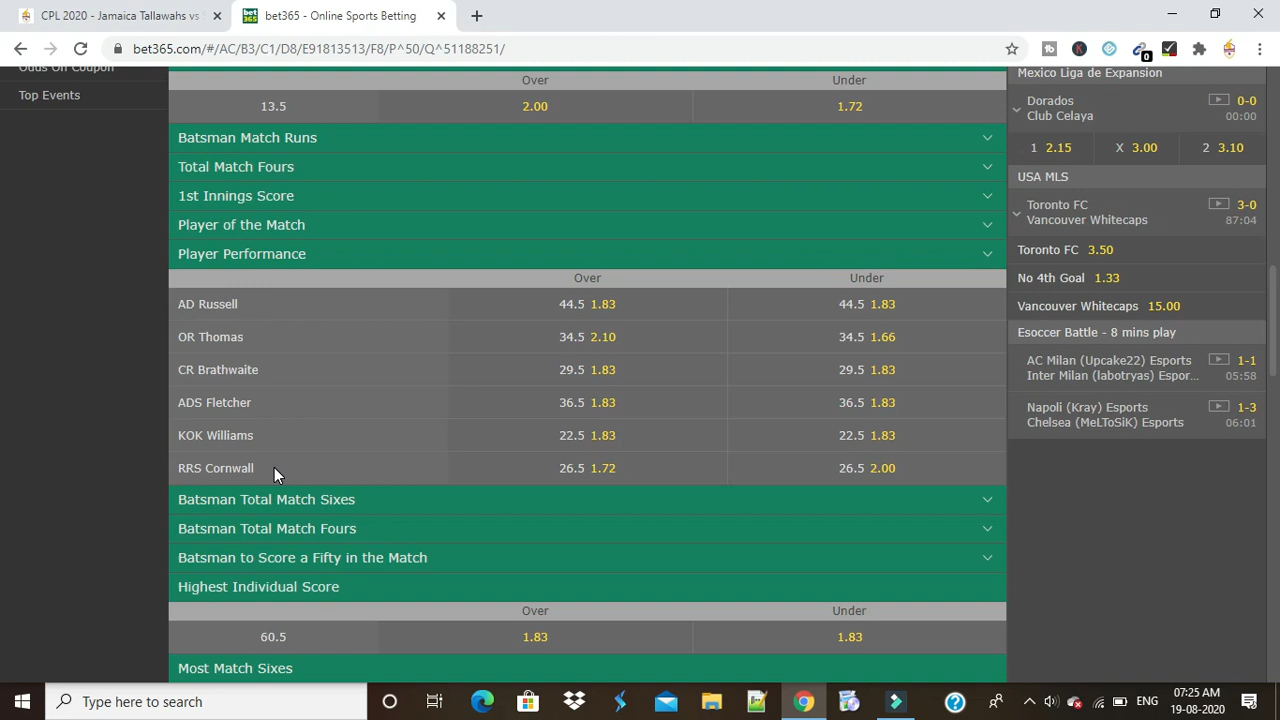 CPL 2020 - Jamaica Tallawahs vs
bet365 - Online Sports Betting
bet365.com/#/AC/B3/C1/D8/E91813513/F8/P^50/Q^51188251/
Odds On Coupon
Top Events
Over Under
13.5 2.00 1.72
Batsman Match Runs
Total Match Fours
1st Innings Score
Player of the Match
Player Performance
Over Under
AD Russell 44.5 1.83 44.5 1.83
OR Thomas 34.5 2.10 34.5 1.66
CR Brathwaite 29.5 1.83 29.5 1.83
ADS Fletcher 36.5 1.83 36.5 1.83
KOK Williams 22.5 1.83 22.5 1.83
RRS Cornwall 26.5 1.72 26.5 2.00
Batsman Total Match Sixes
Batsman Total Match Fours
Batsman to Score a Fifty in the Match
Highest Individual Score
Over Under
60.5 1.83 1.83
Most Match Sixes
Mexico Liga de Expansion
Dorados 0-0
Club Celaya 00:00
1 2.15 X 3.00 2 3.10
USA MLS
Toronto FC 3-0
Vancouver Whitecaps 87:04
Toronto FC 3.50
No 4th Goal 1.33
Vancouver Whitecaps 15.00
Esoccer Battle - 8 mins play
AC Milan (Upcake22) Esports 1-1
Inter Milan (labotryas) Espor... 05:58
Napoli (Kray) Esports 1-3
Chelsea (MeLToSiK) Esports 06:01
Type here to search
ENG
07:25 AM
19-08-2020